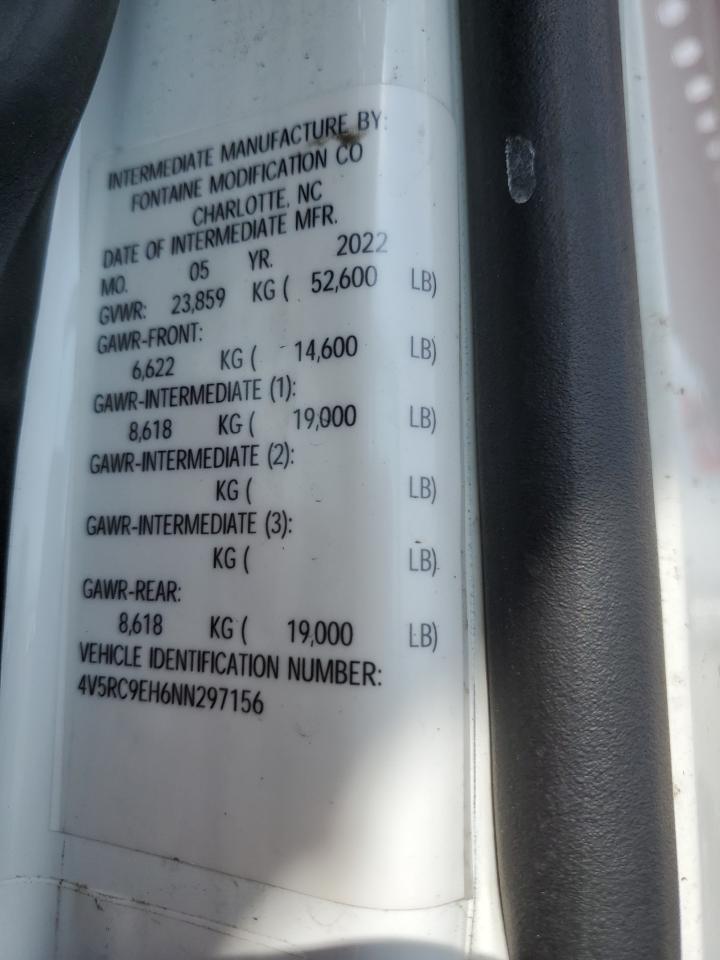 INTERMEDIATE MANUFACTURE BY:
FONTAINE MODIFICATION CO
CHARLOTTE, NC
DATE OF INTERMEDIATE MFR.
MO. 05 YR. 2022
GVWR: 23,859 KG ( 52,600 LB)
GAWR-FRONT:
6,622 KG ( 14,600 LB)
GAWR-INTERMEDIATE (1):
8,618 KG ( 19,000 LB)
GAWR-INTERMEDIATE (2):
KG ( LB)
GAWR-INTERMEDIATE (3):
KG ( LB)
GAWR-REAR:
8,618 KG ( 19,000 LB)
VEHICLE IDENTIFICATION NUMBER:
4V5RC9EH6NN297156